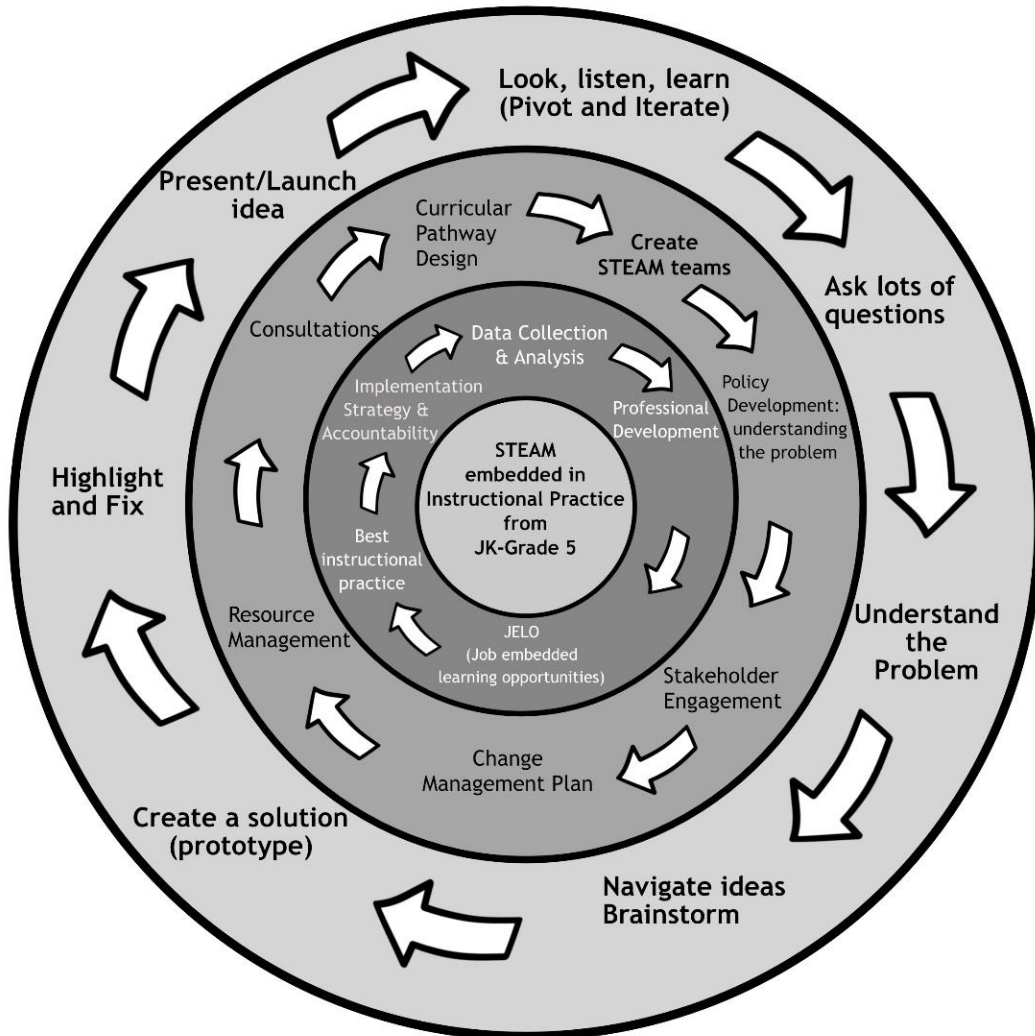 Look, listen, learn
(Pivot and Iterate)
Ask lots of
questions
Understand
the
Problem
Navigate ideas
Brainstorm
Create a solution
(prototype)
Highlight
and Fix
Present/Launch
idea
Curricular
Pathway
Design
Create
STEAM teams
Policy
Development:
understanding
the problem
Stakeholder
Engagement
Change
Management Plan
Resource
Management
Consultations
Data Collection
& Analysis
Professional
Development
JELO
(Job embedded
learning opportunities)
Best
instructional
practice
Implementation
Strategy &
Accountability
STEAM
embedded in
Instructional Practice
from
JK-Grade 5